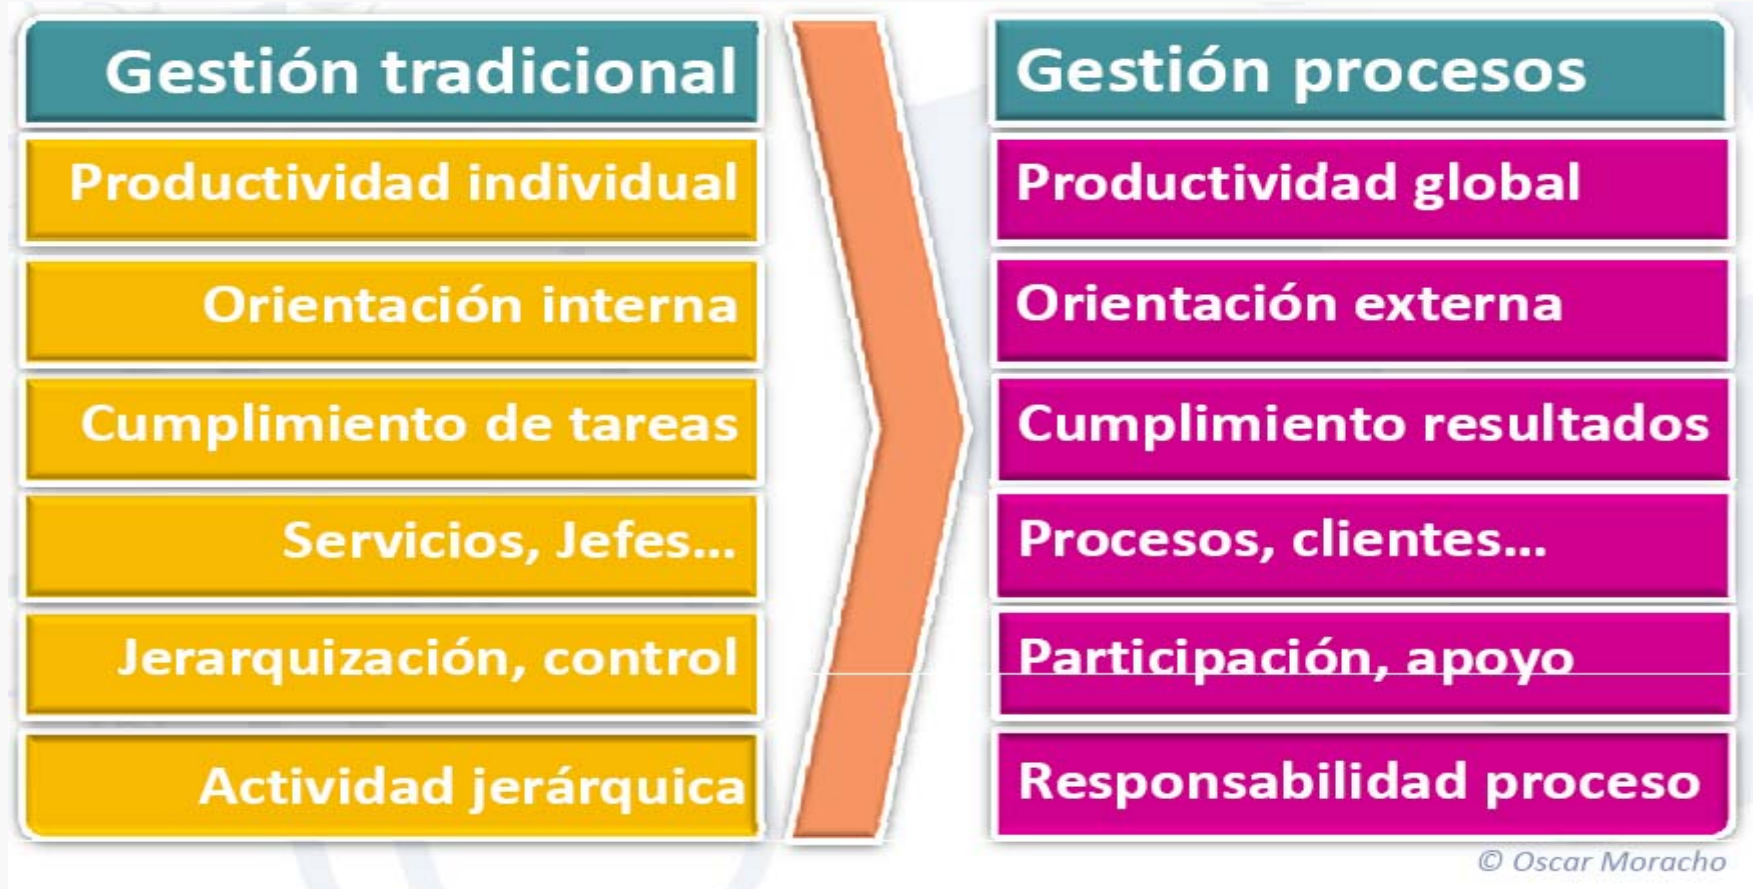 Gestión tradicional
Gestión procesos
Productividad individual
Productividad global
Orientación interna
Orientación externa
Cumplimiento de tareas
Cumplimiento resultados
Servicios, Jefes...
Procesos, clientes...
Jerarquización, control
Participación, apoyo
Actividad jerárquica
Responsabilidad proceso
© Oscar Moracho